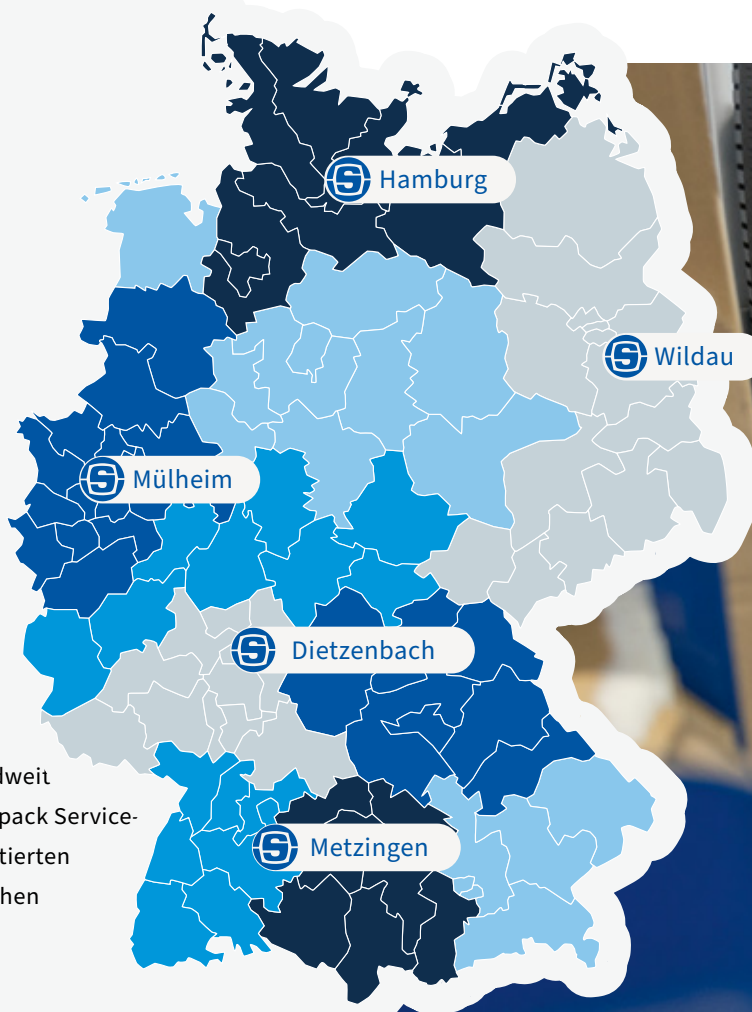 Hamburg
Wildau
Mülheim
Dietzenbach
dweit
pack Service-
tierten
hen
Metzingen